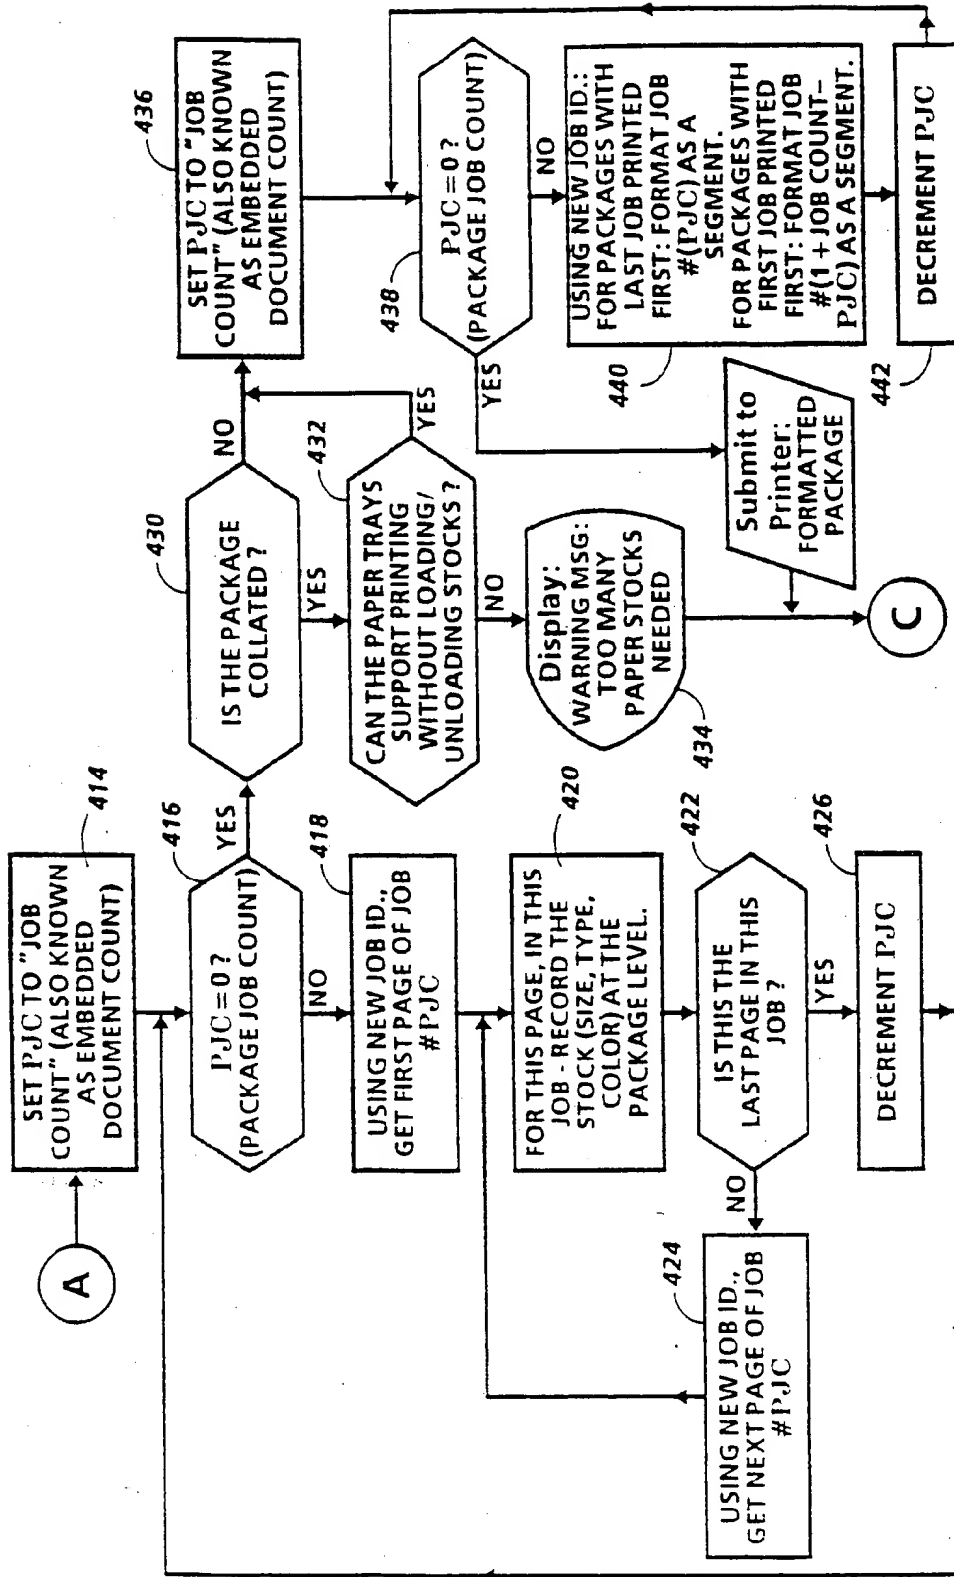 A
SET PJC TO "JOB
COUNT" (ALSO KNOWN
AS EMBEDDED
DOCUMENT COUNT)
414
PJC=0?
(PACKAGE JOB COUNT)
416
YES
NO
USING NEW JOB ID.,
GET FIRST PAGE OF JOB
#PJC
418
FOR THIS PAGE, IN THIS
JOB - RECORD THE
STOCK (SIZE, TYPE,
COLOR) AT THE
PACKAGE LEVEL.
420
IS THIS THE
LAST PAGE IN THIS
JOB ?
422
NO
YES
USING NEW JOB ID.,
GET NEXT PAGE OF JOB
#PJC
424
DECREMENT PJC
426
IS THE PACKAGE
COLLATED ?
430
NO
YES
CAN THE PAPER TRAYS
SUPPORT PRINTING
WITHOUT LOADING/
UNLOADING STOCKS ?
432
YES
NO
Display:
WARNING MSG:
TOO MANY
PAPER STOCKS
NEEDED
434
C
SET PJC TO "JOB
COUNT" (ALSO KNOWN
AS EMBEDDED
DOCUMENT COUNT)
436
PJC=0?
(PACKAGE JOB COUNT)
438
YES
NO
USING NEW JOB ID.:
FOR PACKAGES WITH
LAST JOB PRINTED
FIRST: FORMAT JOB
#(PJC) AS A
SEGMENT.
FOR PACKAGES WITH
FIRST JOB PRINTED
FIRST: FORMAT JOB
#(1 + JOB COUNT–
PJC) AS A SEGMENT.
440
Submit to
Printer:
FORMATTED
PACKAGE
DECREMENT PJC
442